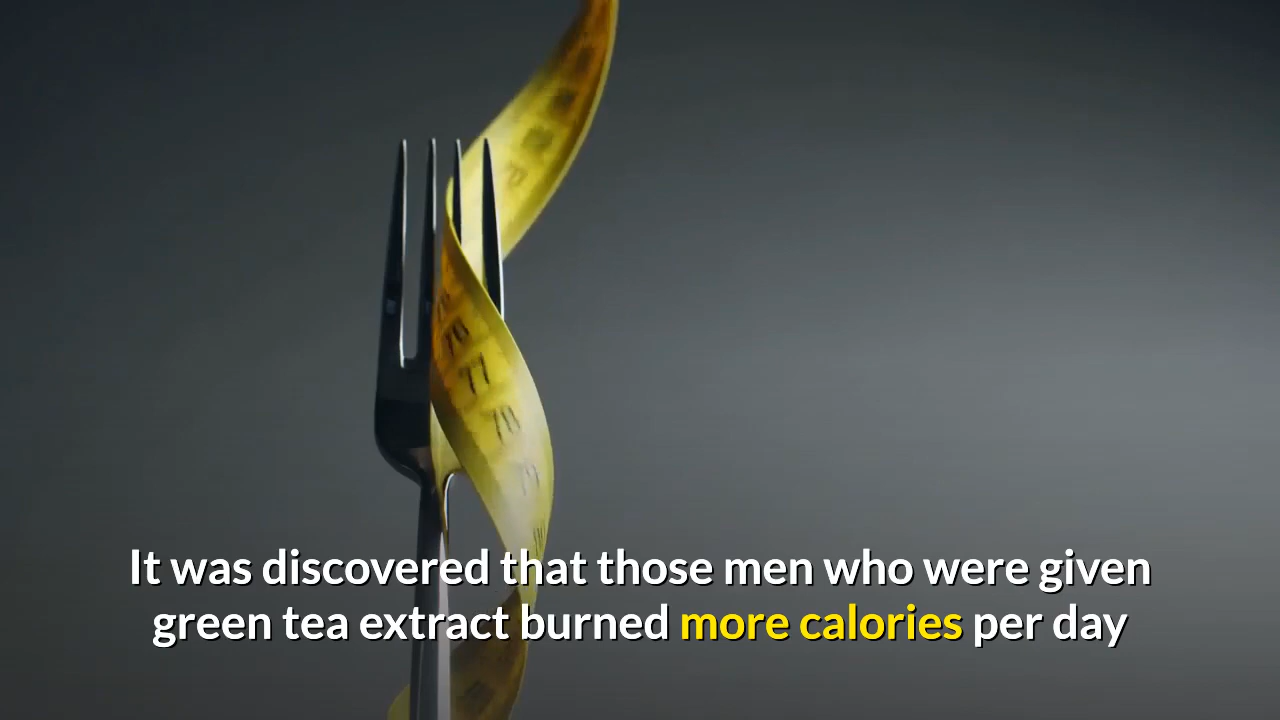 It was discovered that those men who were given
green tea extract burned more calories per day